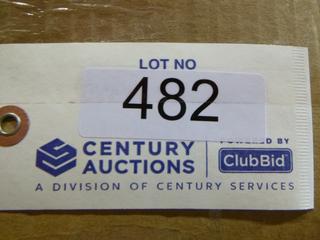 LOT NO
482
CENTURY
AUCTIONS
POWERED BY
ClubBid
A DIVISION OF CENTURY SERVICES